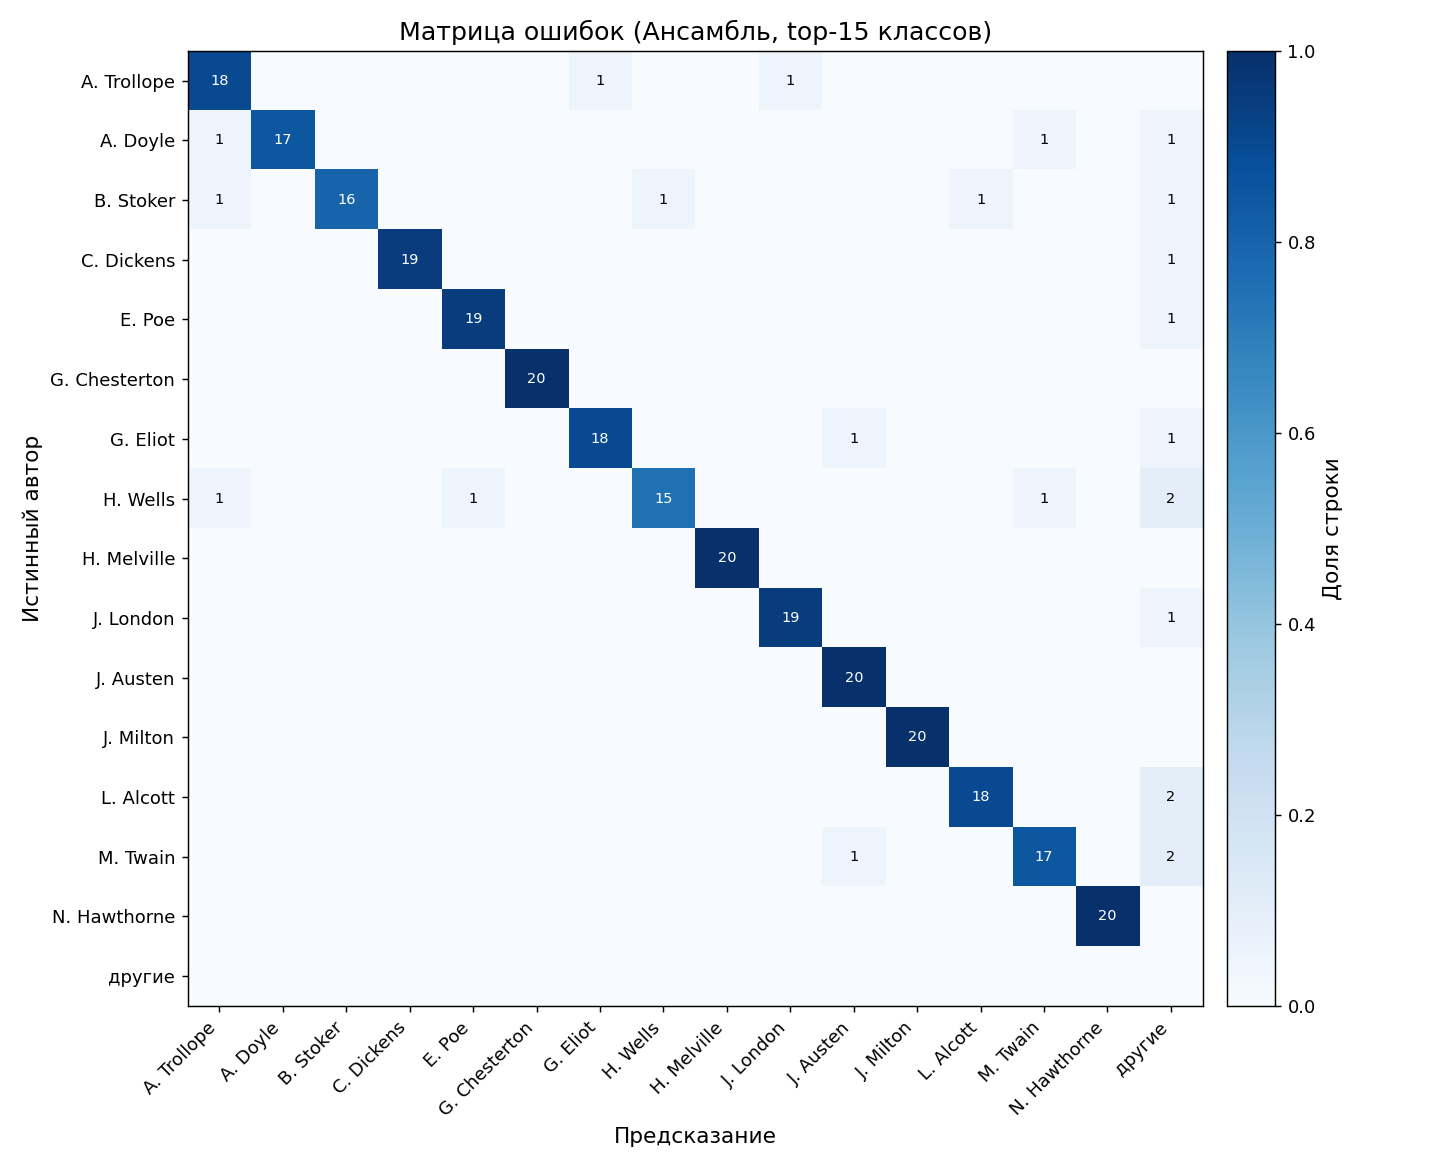 Матрица ошибок (Ансамбль, top-15 классов)
A. Trollope 18 1 1
A. Doyle 1 17 1 1
B. Stoker 1 16 1 1 1
C. Dickens 19 1
E. Poe 19 1
G. Chesterton 20
G. Eliot 18 1 1
H. Wells 1 1 15 1 2
H. Melville 20
J. London 19 1
J. Austen 20
J. Milton 20
L. Alcott 18 2
M. Twain 1 17 2
N. Hawthorne 20
другие
Истинный автор
A. Trollope
A. Doyle
B. Stoker
C. Dickens
E. Poe
G. Chesterton
G. Eliot
H. Wells
H. Melville
J. London
J. Austen
J. Milton
L. Alcott
M. Twain
N. Hawthorne
другие
Предсказание
1.0
0.8
0.6
0.4
0.2
0.0
Доля строки